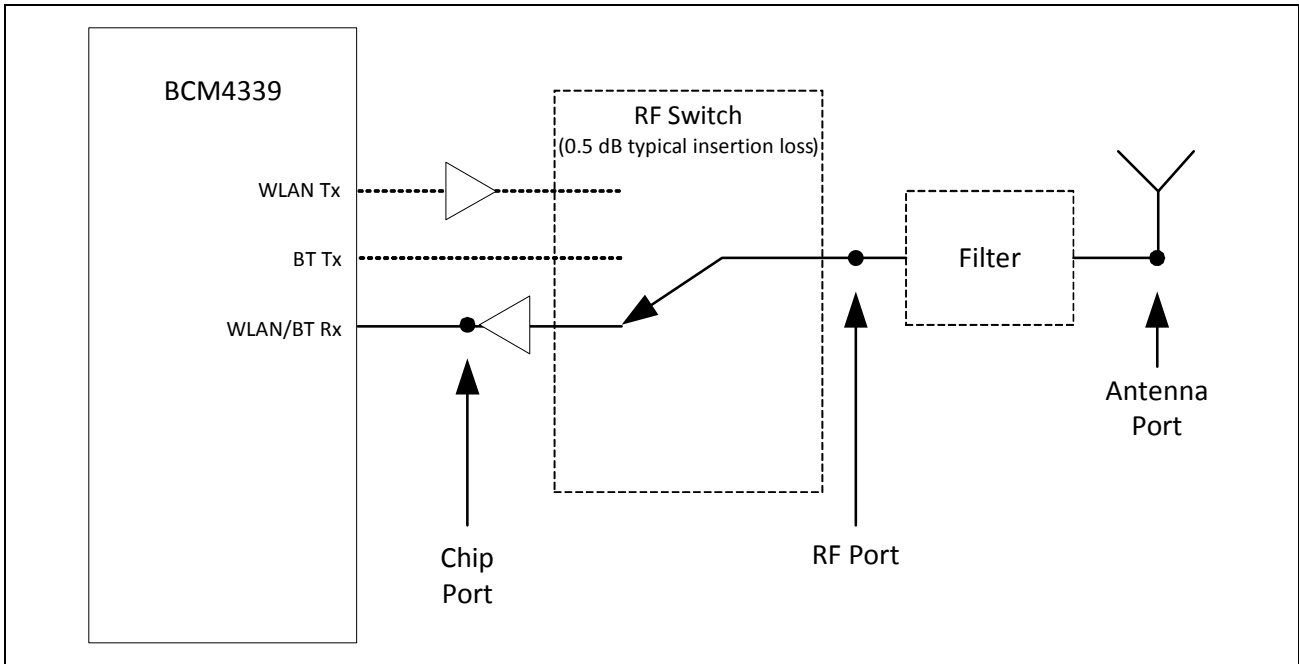 BCM4339
RF Switch
(0.5 dB typical insertion loss)
WLAN Tx
BT Tx
WLAN/BT Rx
Filter
Chip
Port
RF Port
Antenna
Port